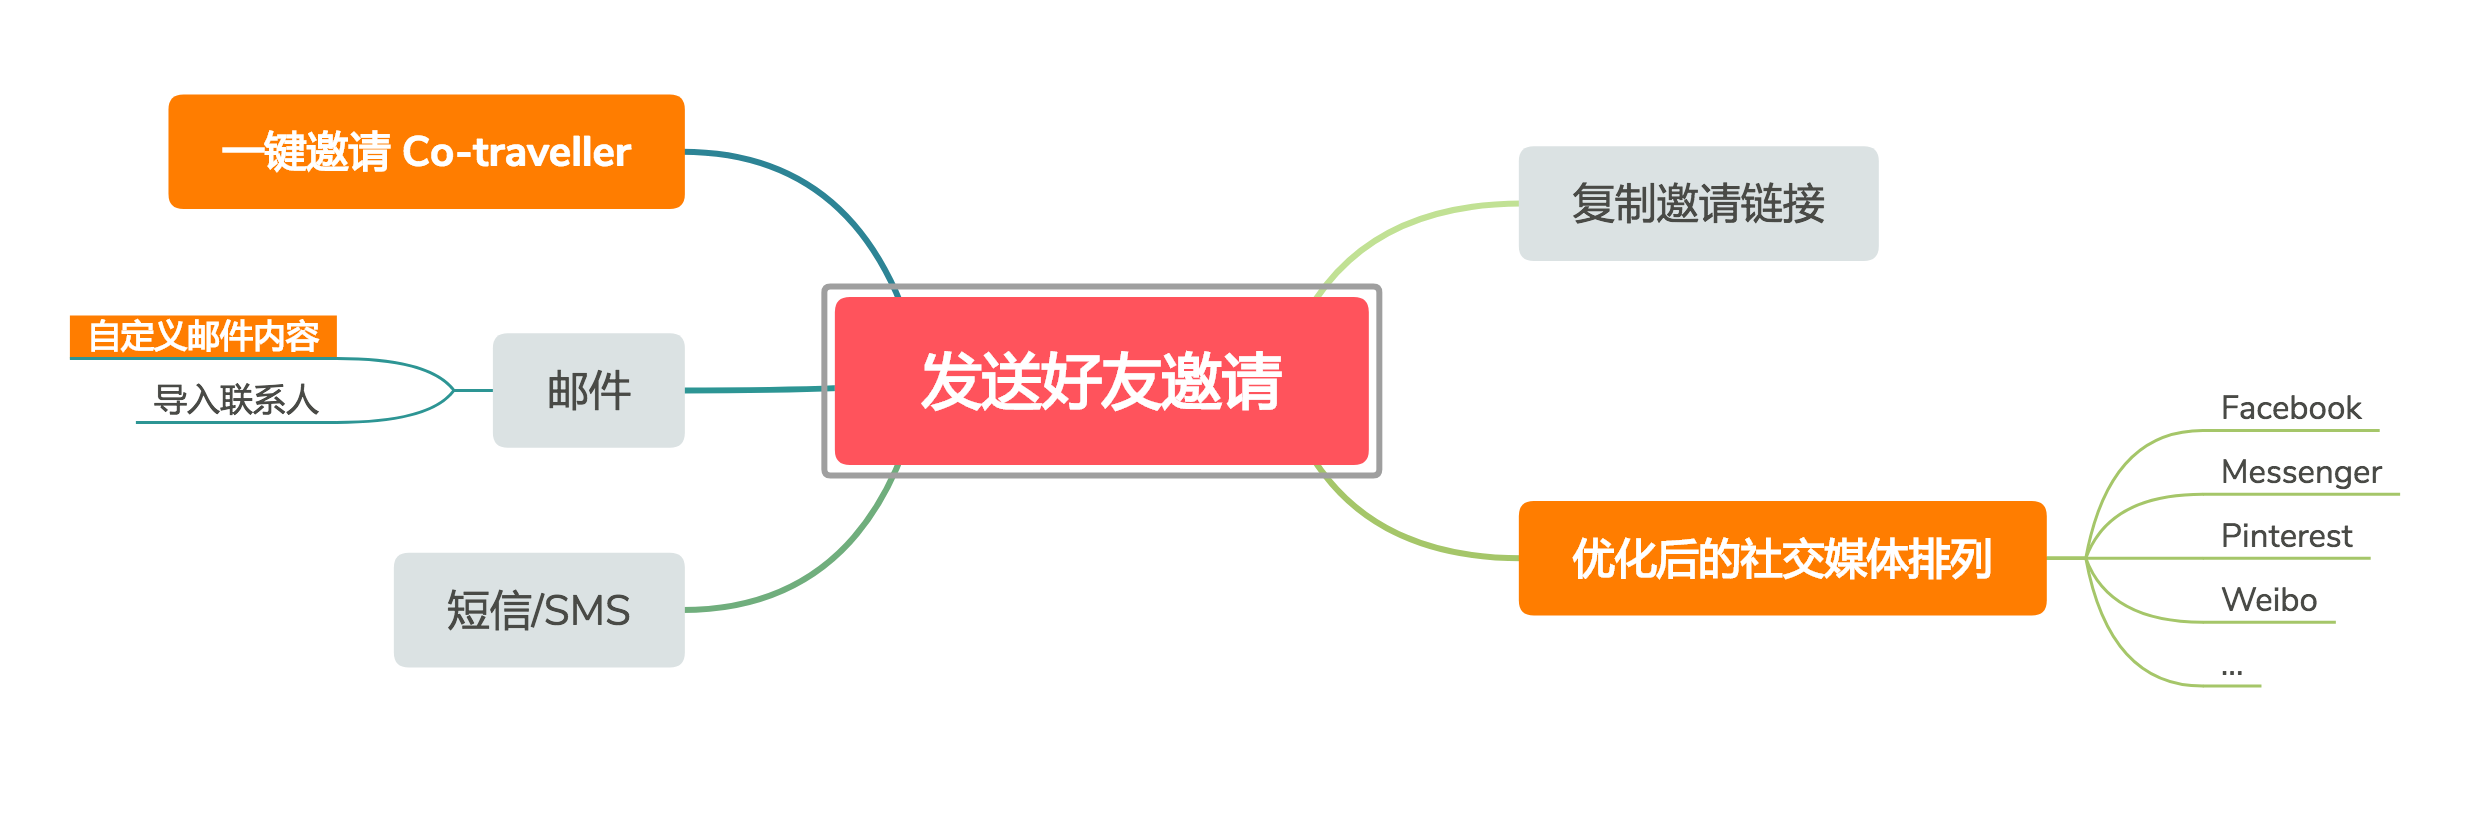 一键邀请 Co-traveller
自定义邮件内容
导入联系人
邮件
短信/SMS
发送好友邀请
复制邀请链接
优化后的社交媒体排列
Facebook
Messenger
Pinterest
Weibo
...